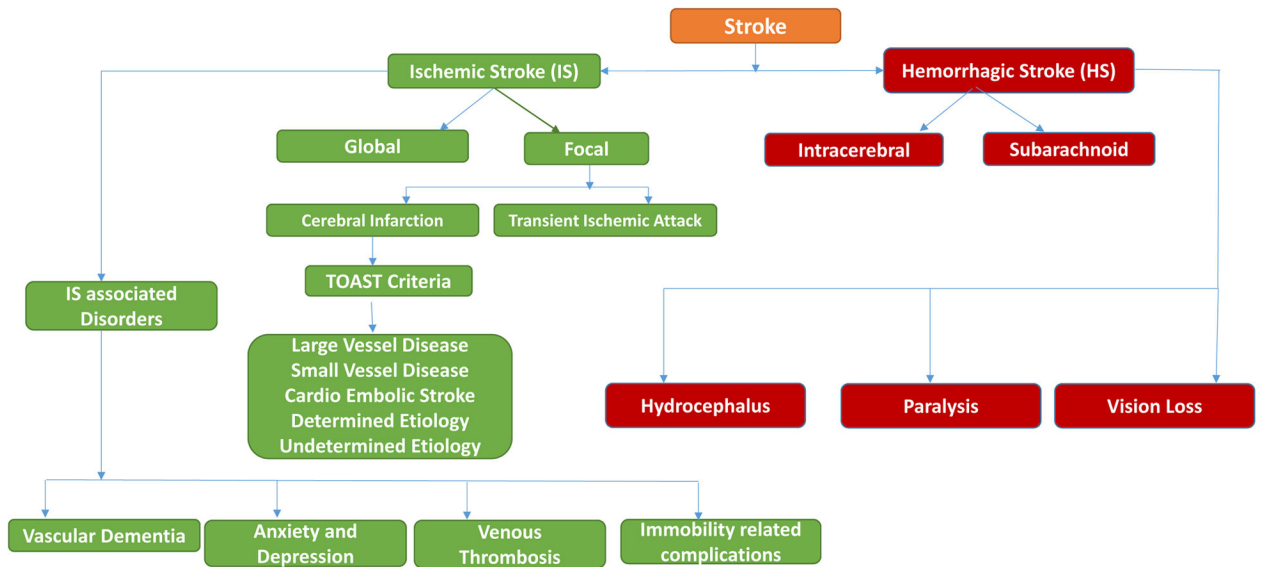 Stroke
Ischemic Stroke (IS)
Hemorrhagic Stroke (HS)
Global
Focal
Intracerebral
Subarachnoid
Cerebral Infarction
Transient Ischemic Attack
TOAST Criteria
IS associated
Disorders
Large Vessel Disease
Small Vessel Disease
Cardio Embolic Stroke
Determined Etiology
Undetermined Etiology
Hydrocephalus
Paralysis
Vision Loss
Vascular Dementia
Anxiety and
Depression
Venous
Thrombosis
Immobility related
complications